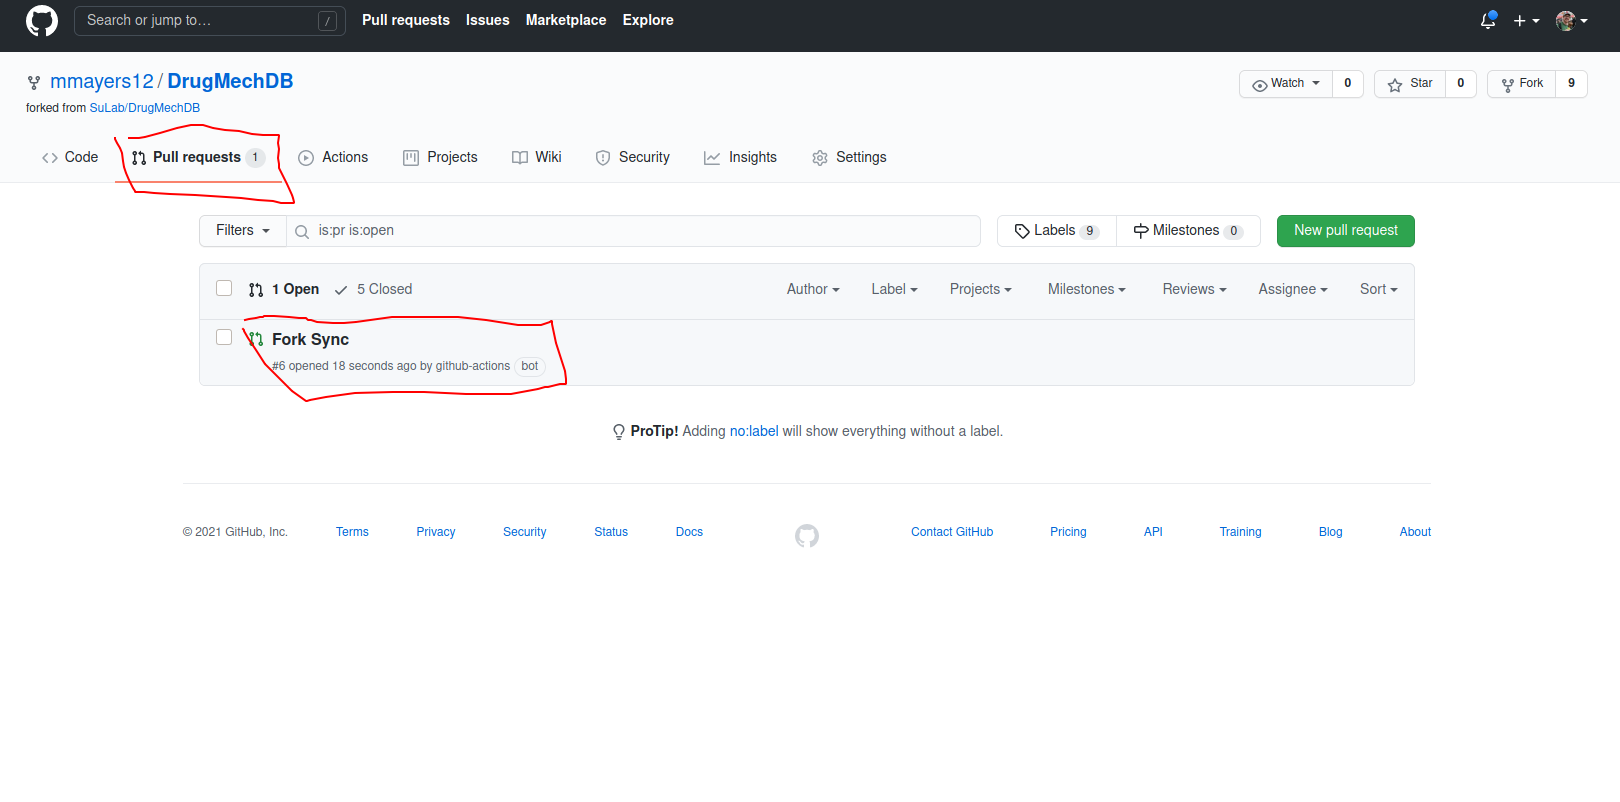 Search or jump to… / Pull requests Issues Marketplace Explore
mmayers12 / DrugMechDB Watch 0 Star 0 Fork 9
forked from SuLab/DrugMechDB
Code Pull requests 1 Actions Projects Wiki Security Insights Settings
Filters is:pr is:open Labels 9 Milestones 0 New pull request
1 Open 5 Closed Author Label Projects Milestones Reviews Assignee Sort
Fork Sync
#6 opened 18 seconds ago by github-actions bot
ProTip! Adding no:label will show everything without a label.
© 2021 GitHub, Inc. Terms Privacy Security Status Docs Contact GitHub Pricing API Training Blog About